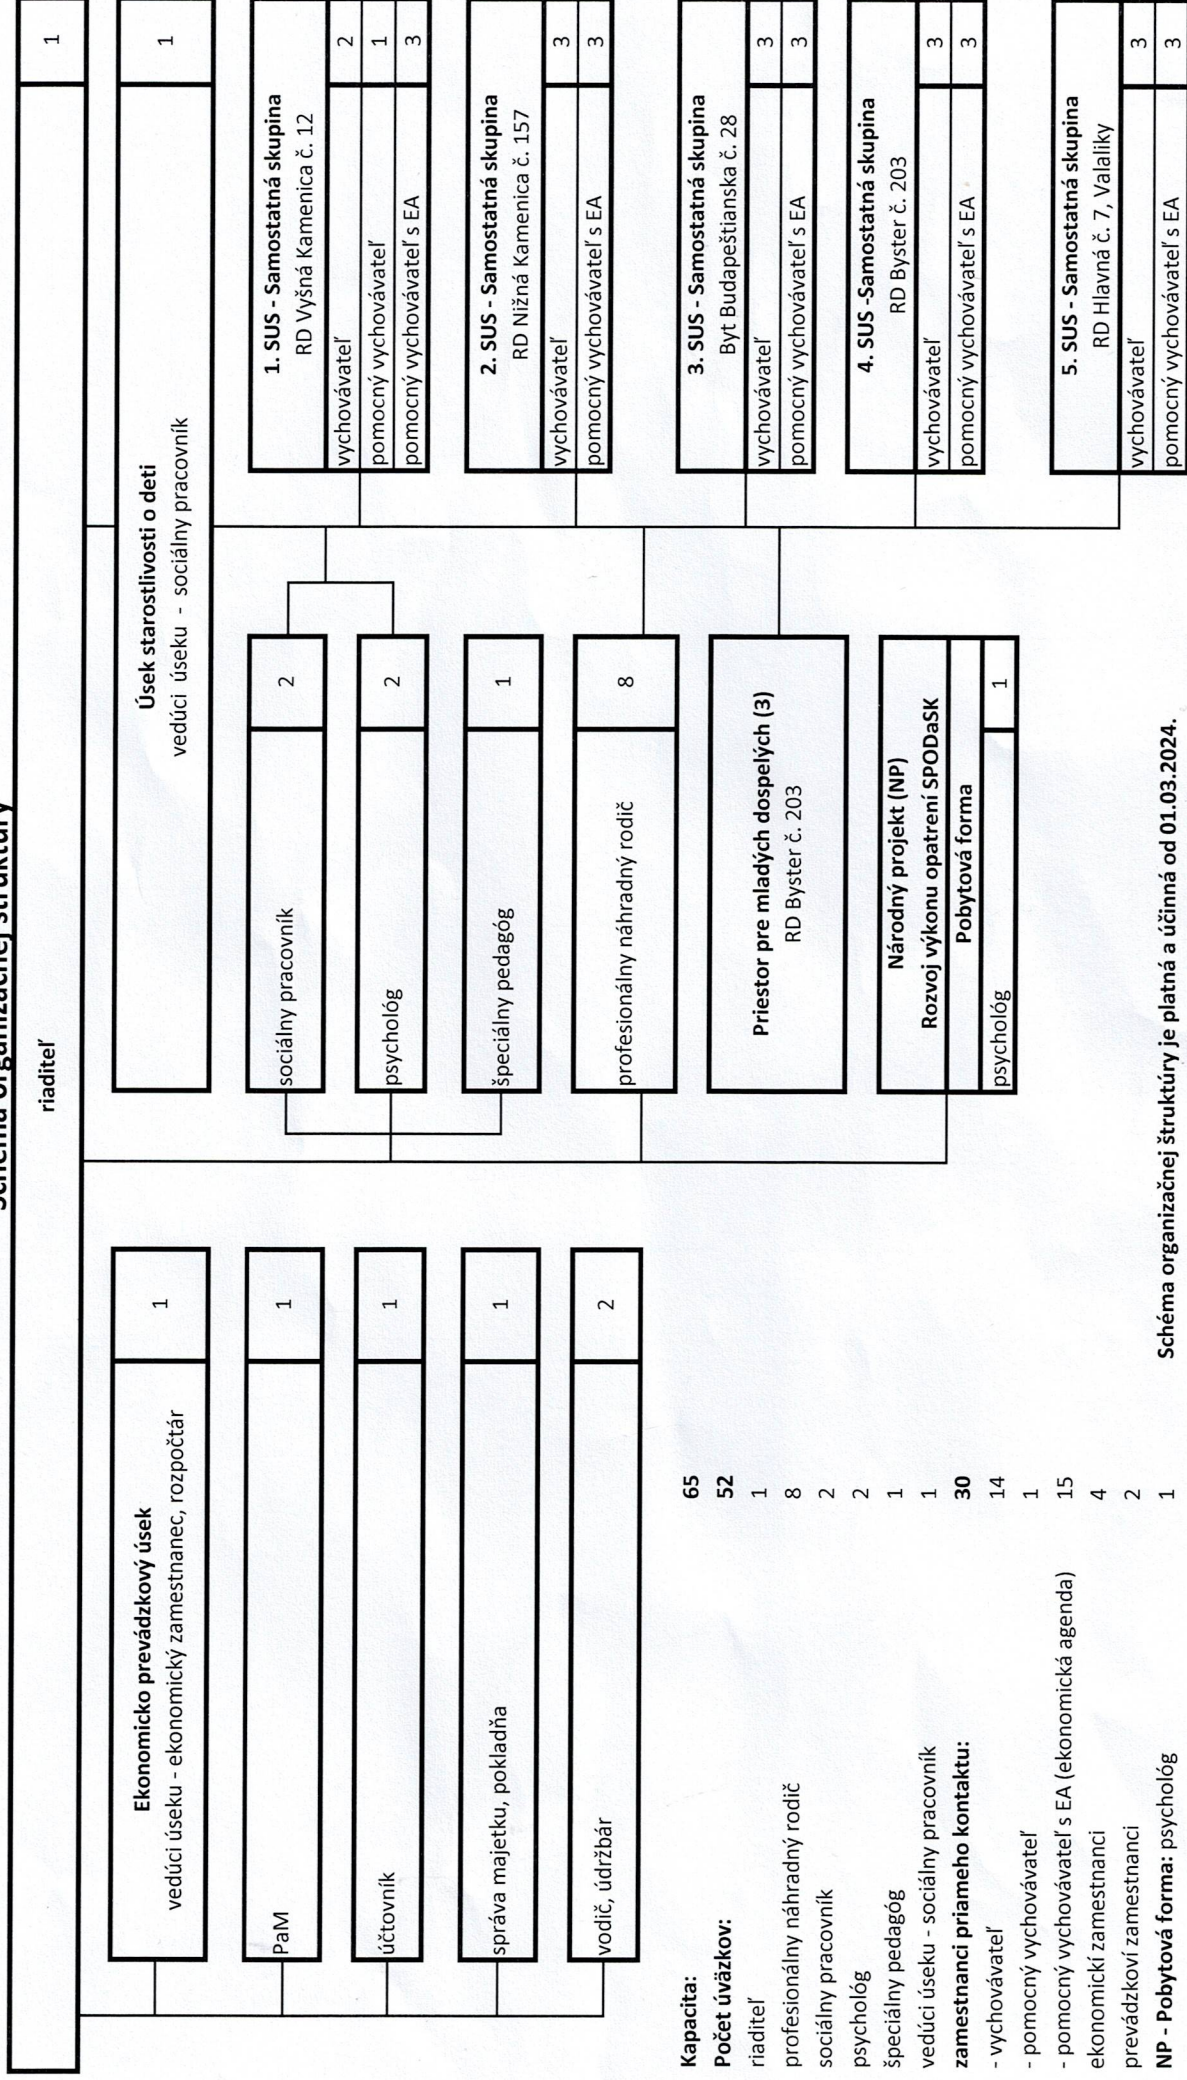 Schéma organizačnej štruktúry
riaditeľ 1
Ekonomicko prevádzkový úsek
vedúci úseku - ekonomický zamestnanec, rozpočtár 1
PaM 1
účtovník 1
správa majetku, pokladňa 1
vodič, údržbár 2
Úsek starostlivosti o deti
vedúci úseku - sociálny pracovník 1
sociálny pracovník 2
psychológ 2
špeciálny pedagóg 1
profesionálny náhradný rodič 8
Priestor pre mladých dospelých (3)
RD Byster č. 203
Národný projekt (NP)
Rozvoj výkonu opatrení SPODaSK
Pobytová forma
psychológ 1
1. SUS - Samostatná skupina
RD Vyšná Kamenica č. 12
vychovávateľ 2
pomocný vychovávateľ 1
pomocný vychovávateľ s EA 3
2. SUS - Samostatná skupina
RD Nižná Kamenica č. 157
vychovávateľ 3
pomocný vychovávateľ s EA 3
3. SUS - Samostatná skupina
Byt Budapeštianska č. 28
vychovávateľ 3
pomocný vychovávateľ s EA 3
4. SUS -Samostatná skupina
RD Byster č. 203
vychovávateľ 3
pomocný vychovávateľ s EA 3
5. SUS - Samostatná skupina
RD Hlavná č. 7, Valaliky
vychovávateľ 3
pomocný vychovávateľ s EA 3
Kapacita: 65
Počet úväzkov: 52
riaditeľ 1
profesionálny náhradný rodič 8
sociálny pracovník 2
psychológ 2
špeciálny pedagóg 1
vedúci úseku - sociálny pracovník 1
zamestnanci priameho kontaktu: 30
- vychovávateľ 14
- pomocný vychovávateľ 1
- pomocný vychovávateľ s EA (ekonomická agenda) 15
ekonomickí zamestnanci 4
prevádzkoví zamestnanci 2
NP - Pobytová forma: psychológ 1
Schéma organizačnej štruktúry je platná a účinná od 01.03.2024.